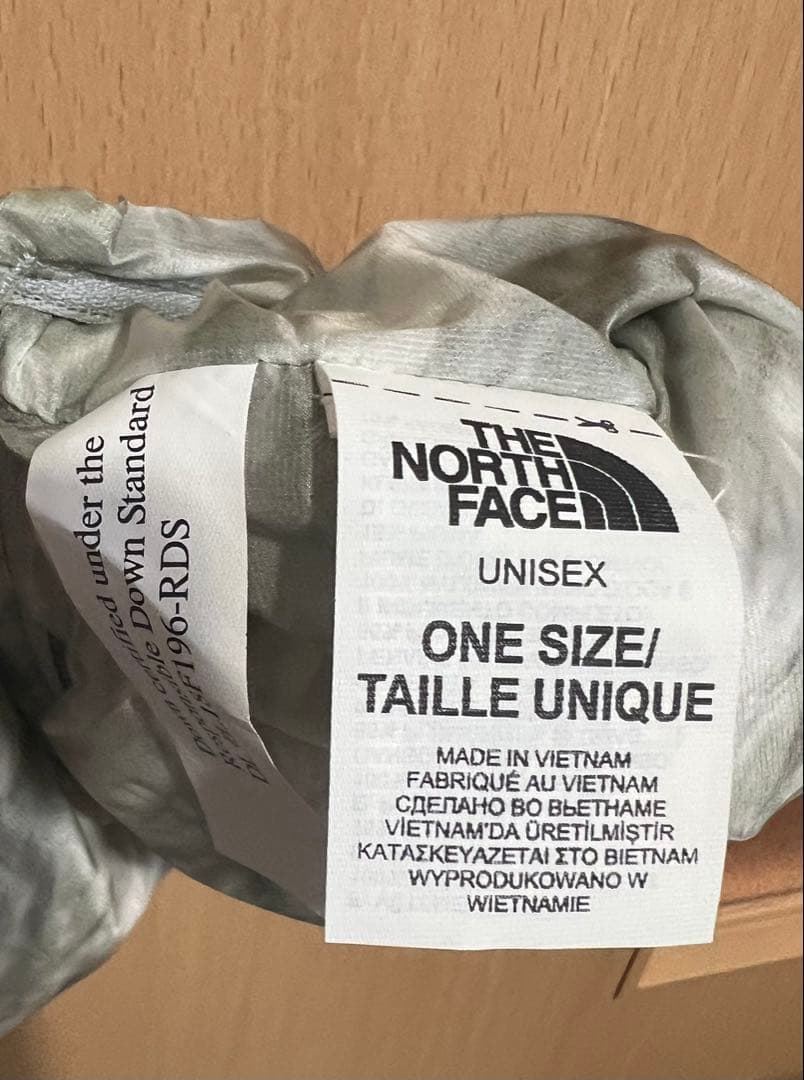 under the
Down Standard
196-RDS
THE
NORTH
FACE
UNISEX
ONE SIZE/
TAILLE UNIQUE
MADE IN VIETNAM
FABRIQUÉ AU VIETNAM
СДЕЛАНО ВО ВЬЕТНАМЕ
VİETNAM'DA ÜRETİLMİŞTİR
ΚΑΤΑΣΚΕΥΑΖΕΤΑΙ ΣΤΟ ΒΙΕΤΝΑΜ
WYPRODUKOWANO W
WIETNAMIE